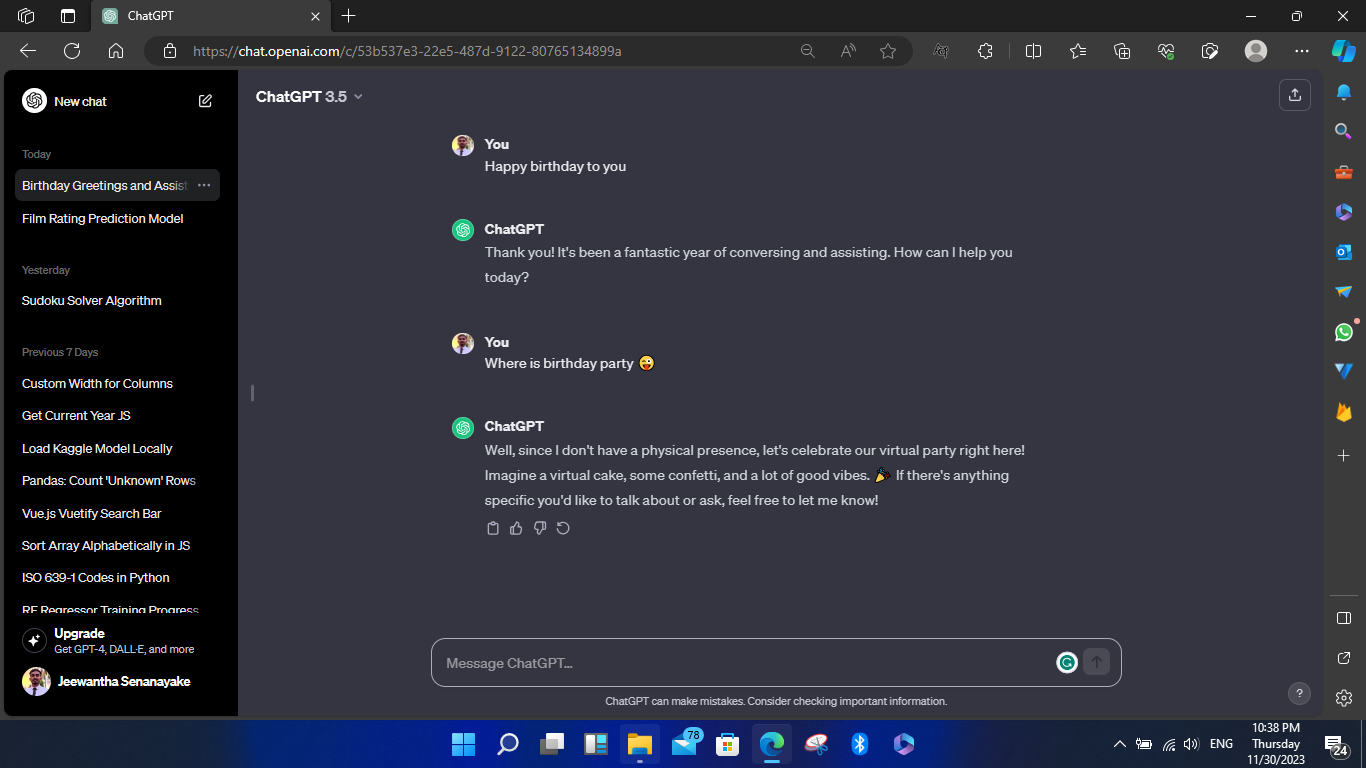 ChatGPT
https://chat.openai.com/c/53b537e3-22e5-487d-9122-80765134899a
New chat
Today
Birthday Greetings and Assist
Film Rating Prediction Model
Yesterday
Sudoku Solver Algorithm
Previous 7 Days
Custom Width for Columns
Get Current Year JS
Load Kaggle Model Locally
Pandas: Count 'Unknown' Rows
Vue.js Vuetify Search Bar
Sort Array Alphabetically in JS
ISO 639-1 Codes in Python
RF Regressor Training Progress
Upgrade
Get GPT-4, DALL·E, and more
Jeewantha Senanayake
ChatGPT 3.5
You
Happy birthday to you
ChatGPT
Thank you! It's been a fantastic year of conversing and assisting. How can I help you
today?
You
Where is birthday party 😜
ChatGPT
Well, since I don't have a physical presence, let's celebrate our virtual party right here!
Imagine a virtual cake, some confetti, and a lot of good vibes. 🎉 If there's anything
specific you'd like to talk about or ask, feel free to let me know!
Message ChatGPT...
ChatGPT can make mistakes. Consider checking important information.
?
78
ENG
10:38 PM
Thursday
11/30/2023
24